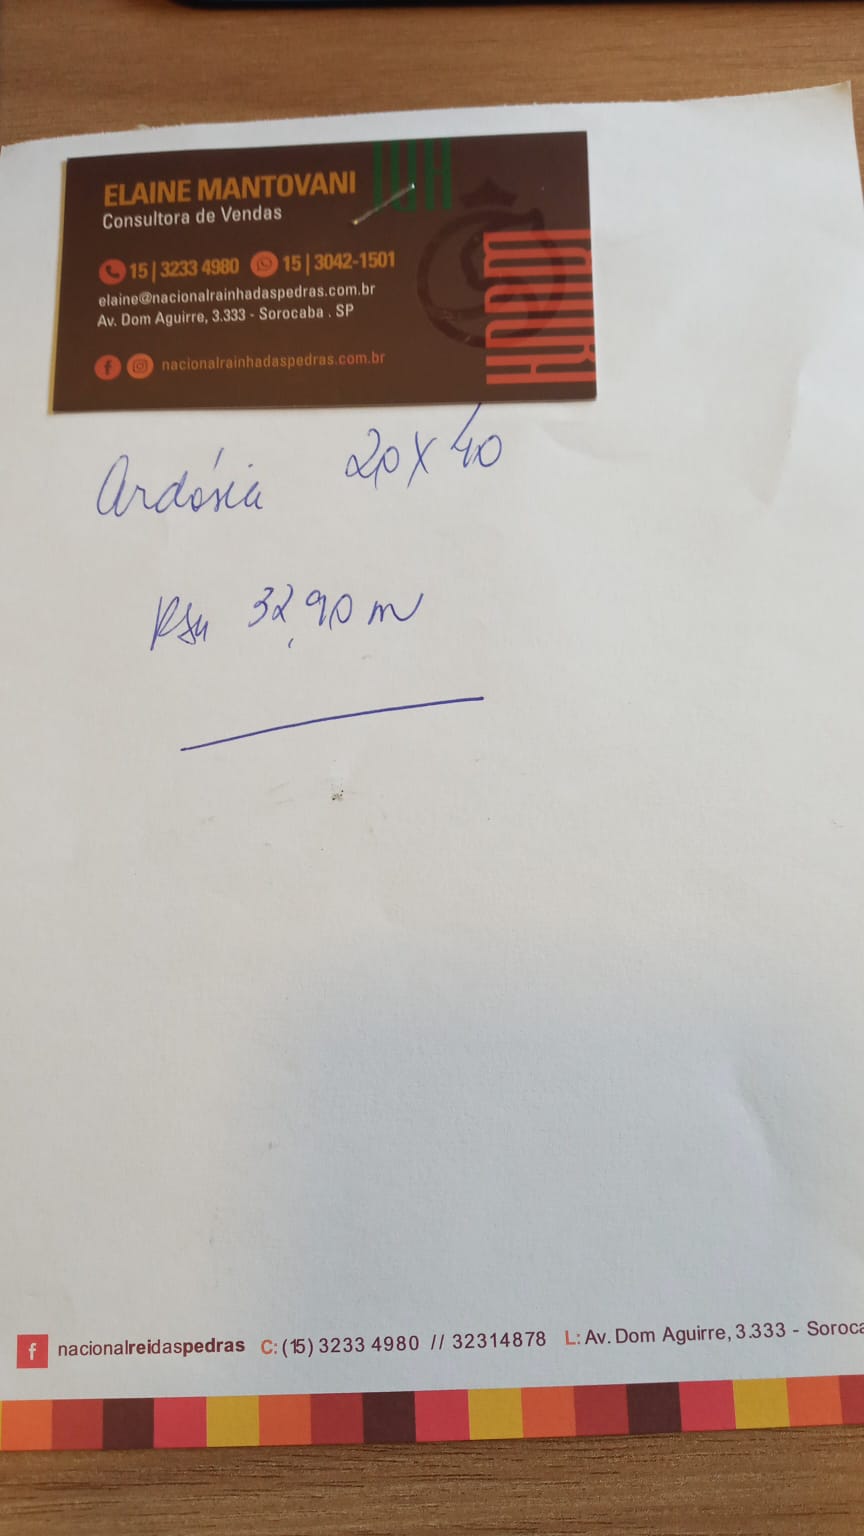 ELAINE MANTOVANI
Consultora de Vendas
15 | 3233 4980 15 | 3042-1501
elaine@nacionalrainhadaspedras.com.br
Av. Dom Aguirre, 3.333 - Sorocaba . SP
f nacionalrainhadaspedras.com.br
Ardósia 20 x 40
32,90 m
f nacionalreidaspedras C: (15) 3233 4980 // 32314878 L: Av. Dom Aguirre, 3.333 - Soroca